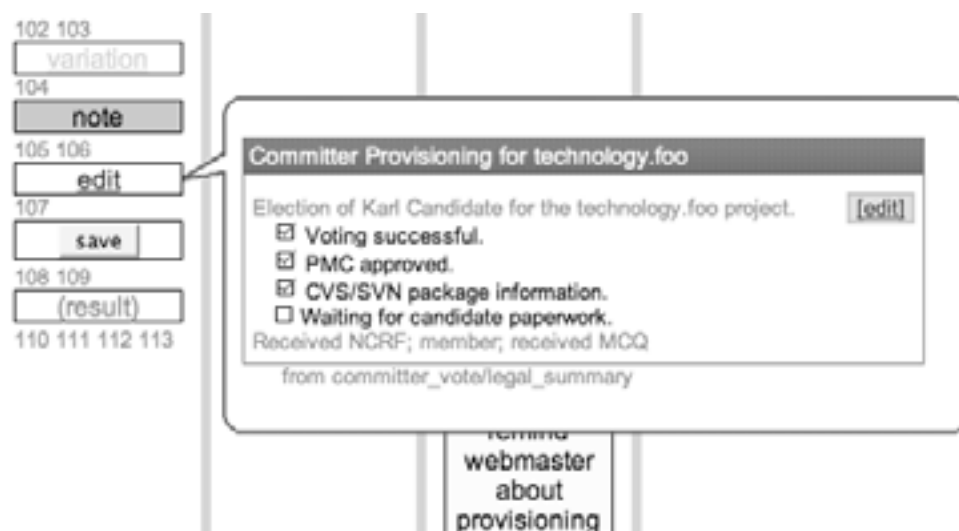 102 103
variation
104
note
105 106
edit
107
save
108 109
(result)
110 111 112 113
Committer Provisioning for technology.foo
Election of Karl Candidate for the technology.foo project.
[edit]
Voting successful.
PMC approved.
CVS/SVN package information.
Waiting for candidate paperwork.
Received NCRF; member; received MCQ
from committer_vote/legal_summary
remind
webmaster
about
provisioning